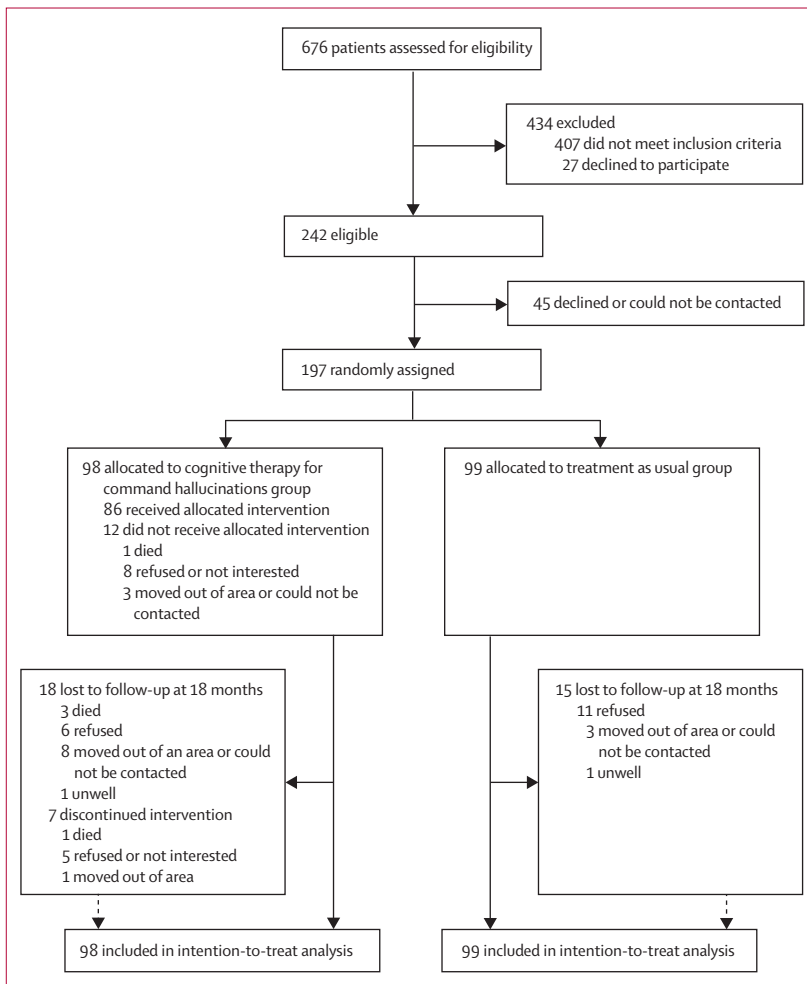 676 patients assessed for eligibility
434 excluded
407 did not meet inclusion criteria
27 declined to participate
242 eligible
45 declined or could not be contacted
197 randomly assigned
98 allocated to cognitive therapy for
command hallucinations group
86 received allocated intervention
12 did not receive allocated intervention
1 died
8 refused or not interested
3 moved out of area or could not be
contacted
99 allocated to treatment as usual group
18 lost to follow-up at 18 months
3 died
6 refused
8 moved out of an area or could
not be contacted
1 unwell
7 discontinued intervention
1 died
5 refused or not interested
1 moved out of area
15 lost to follow-up at 18 months
11 refused
3 moved out of area or could
not be contacted
1 unwell
98 included in intention-to-treat analysis
99 included in intention-to-treat analysis